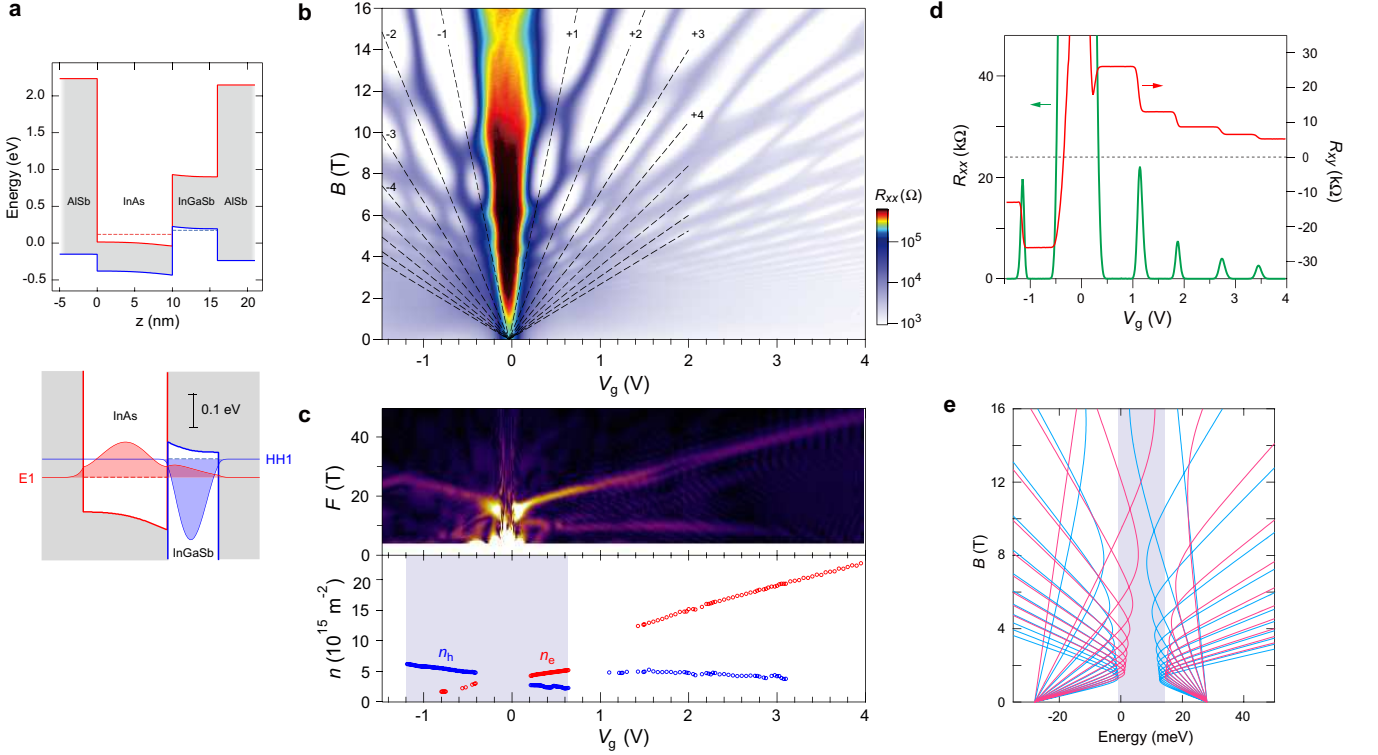 a
2.0
1.0
0.5
0.0
-0.5
Energy (eV)
AlSb
InAs
InGaSb
AlSb
-5
0
5
10
15
20
z (nm)
InAs
0.1 eV
HH1
E1
InGaSb
b
16
14
12
10
8
6
4
2
0
B (T)
-2
-1
+1
+2
+3
+4
-3
-4
-1
0
1
2
3
4
Vg (V)
Rxx (Ω)
10^5
10^4
10^3
c
40
20
0
F (T)
20
15
10
5
0
n (10^15 m^-2)
nh
ne
-1
0
1
2
3
4
Vg (V)
d
40
20
0
Rxx (kΩ)
30
20
10
0
-10
-20
-30
Rxy (kΩ)
-1
0
1
2
3
4
Vg (V)
e
16
12
8
4
0
B (T)
-20
0
20
40
Energy (meV)